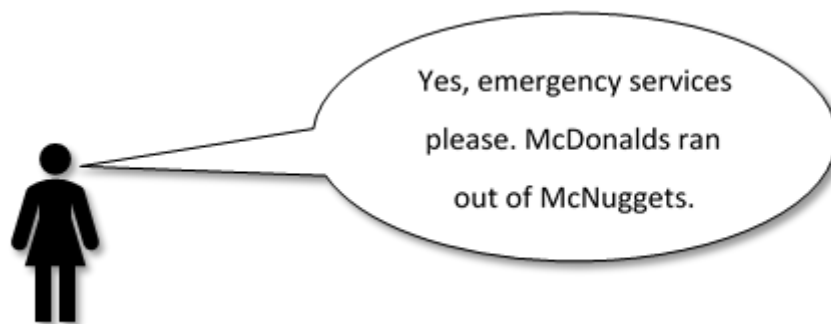 Yes, emergency services
please. McDonalds ran
out of McNuggets.